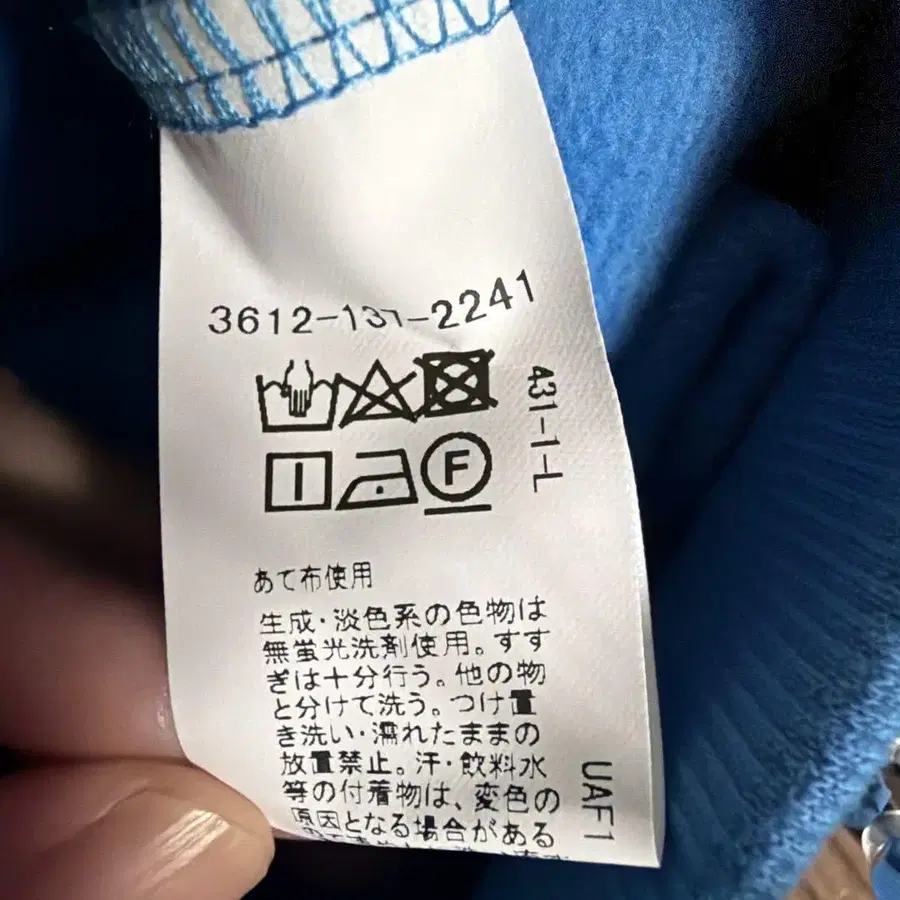 3612-131-2241
431-1-L
F
あて布使用
生成・淡色系の色物は
無蛍光洗剤使用。すす
ぎは十分行う。他の物
と分けて洗う。つけ置
き洗い・濡れたままの
放置禁止。汗・飲料水
等の付着物は、変色の
原因となる場合がある
UAF1